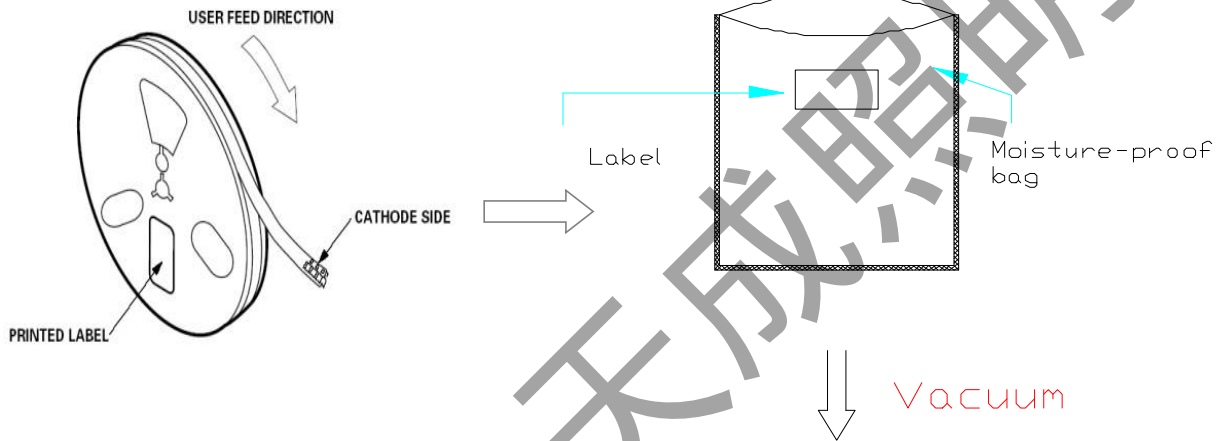 USER FEED DIRECTION
CATHODE SIDE
PRINTED LABEL
Label
Moisture-proof
bag
Vacuum
天成照明